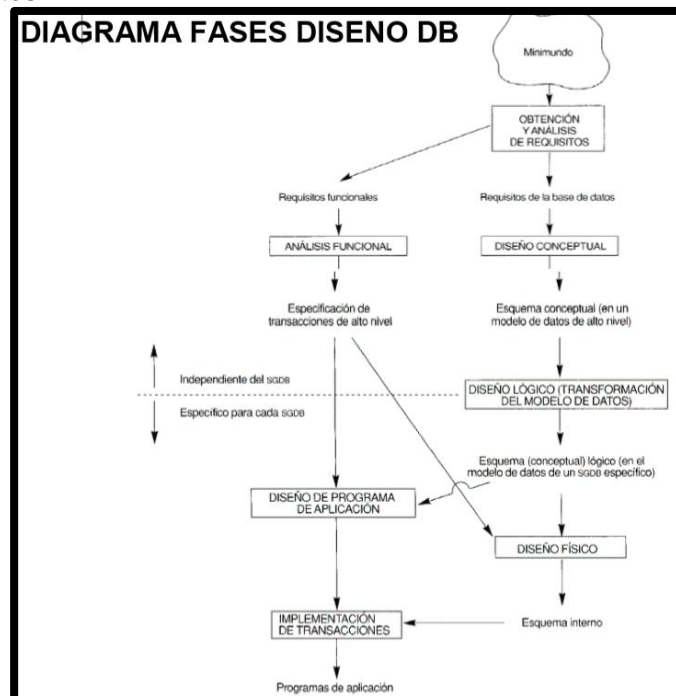 DIAGRAMA FASES DISENO DB
Minimundo
OBTENCIÓN
Y ANÁLISIS
DE REQUISITOS
Requisitos funcionales
Requisitos de la base de datos
ANÁLISIS FUNCIONAL
DISEÑO CONCEPTUAL
Especificación de
transacciones de alto nivel
Esquema conceptual (en un
modelo de datos de alto nivel)
Independiente del SGDB
Específico para cada SGDB
DISEÑO LÓGICO (TRANSFORMACIÓN
DEL MODELO DE DATOS)
Esquema (conceptual) lógico (en el
modelo de datos de un SGDB específico)
DISEÑO DE PROGRAMA
DE APLICACIÓN
DISEÑO FÍSICO
IMPLEMENTACIÓN
DE TRANSACCIONES
Esquema interno
Programas de aplicación